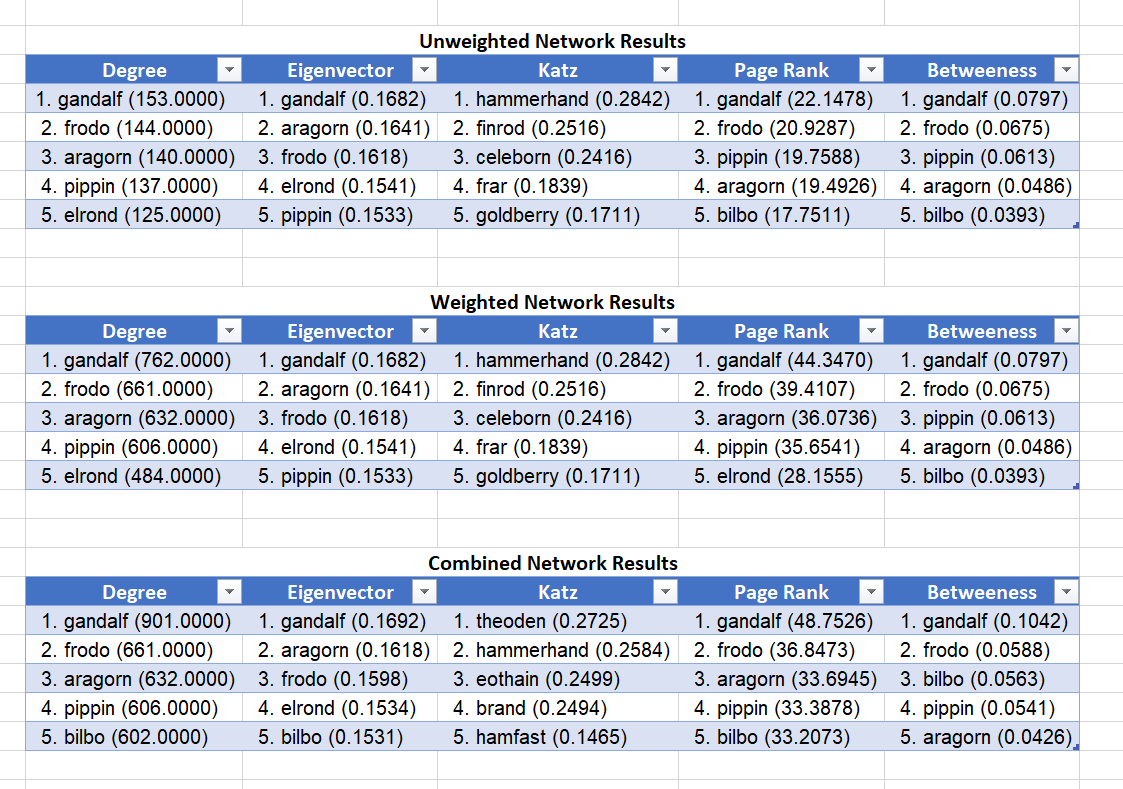 Unweighted Network Results
Degree Eigenvector Katz Page Rank Betweeness
1. gandalf (153.0000) 1. gandalf (0.1682) 1. hammerhand (0.2842) 1. gandalf (22.1478) 1. gandalf (0.0797)
2. frodo (144.0000) 2. aragorn (0.1641) 2. finrod (0.2516) 2. frodo (20.9287) 2. frodo (0.0675)
3. aragorn (140.0000) 3. frodo (0.1618) 3. celeborn (0.2416) 3. pippin (19.7588) 3. pippin (0.0613)
4. pippin (137.0000) 4. elrond (0.1541) 4. frar (0.1839) 4. aragorn (19.4926) 4. aragorn (0.0486)
5. elrond (125.0000) 5. pippin (0.1533) 5. goldberry (0.1711) 5. bilbo (17.7511) 5. bilbo (0.0393)
Weighted Network Results
Degree Eigenvector Katz Page Rank Betweeness
1. gandalf (762.0000) 1. gandalf (0.1682) 1. hammerhand (0.2842) 1. gandalf (44.3470) 1. gandalf (0.0797)
2. frodo (661.0000) 2. aragorn (0.1641) 2. finrod (0.2516) 2. frodo (39.4107) 2. frodo (0.0675)
3. aragorn (632.0000) 3. frodo (0.1618) 3. celeborn (0.2416) 3. aragorn (36.0736) 3. pippin (0.0613)
4. pippin (606.0000) 4. elrond (0.1541) 4. frar (0.1839) 4. pippin (35.6541) 4. aragorn (0.0486)
5. elrond (484.0000) 5. pippin (0.1533) 5. goldberry (0.1711) 5. elrond (28.1555) 5. bilbo (0.0393)
Combined Network Results
Degree Eigenvector Katz Page Rank Betweeness
1. gandalf (901.0000) 1. gandalf (0.1692) 1. theoden (0.2725) 1. gandalf (48.7526) 1. gandalf (0.1042)
2. frodo (661.0000) 2. aragorn (0.1618) 2. hammerhand (0.2584) 2. frodo (36.8473) 2. frodo (0.0588)
3. aragorn (632.0000) 3. frodo (0.1598) 3. eothain (0.2499) 3. aragorn (33.6945) 3. bilbo (0.0563)
4. pippin (606.0000) 4. elrond (0.1534) 4. brand (0.2494) 4. pippin (33.3878) 4. pippin (0.0541)
5. bilbo (602.0000) 5. bilbo (0.1531) 5. hamfast (0.1465) 5. bilbo (33.2073) 5. aragorn (0.0426)